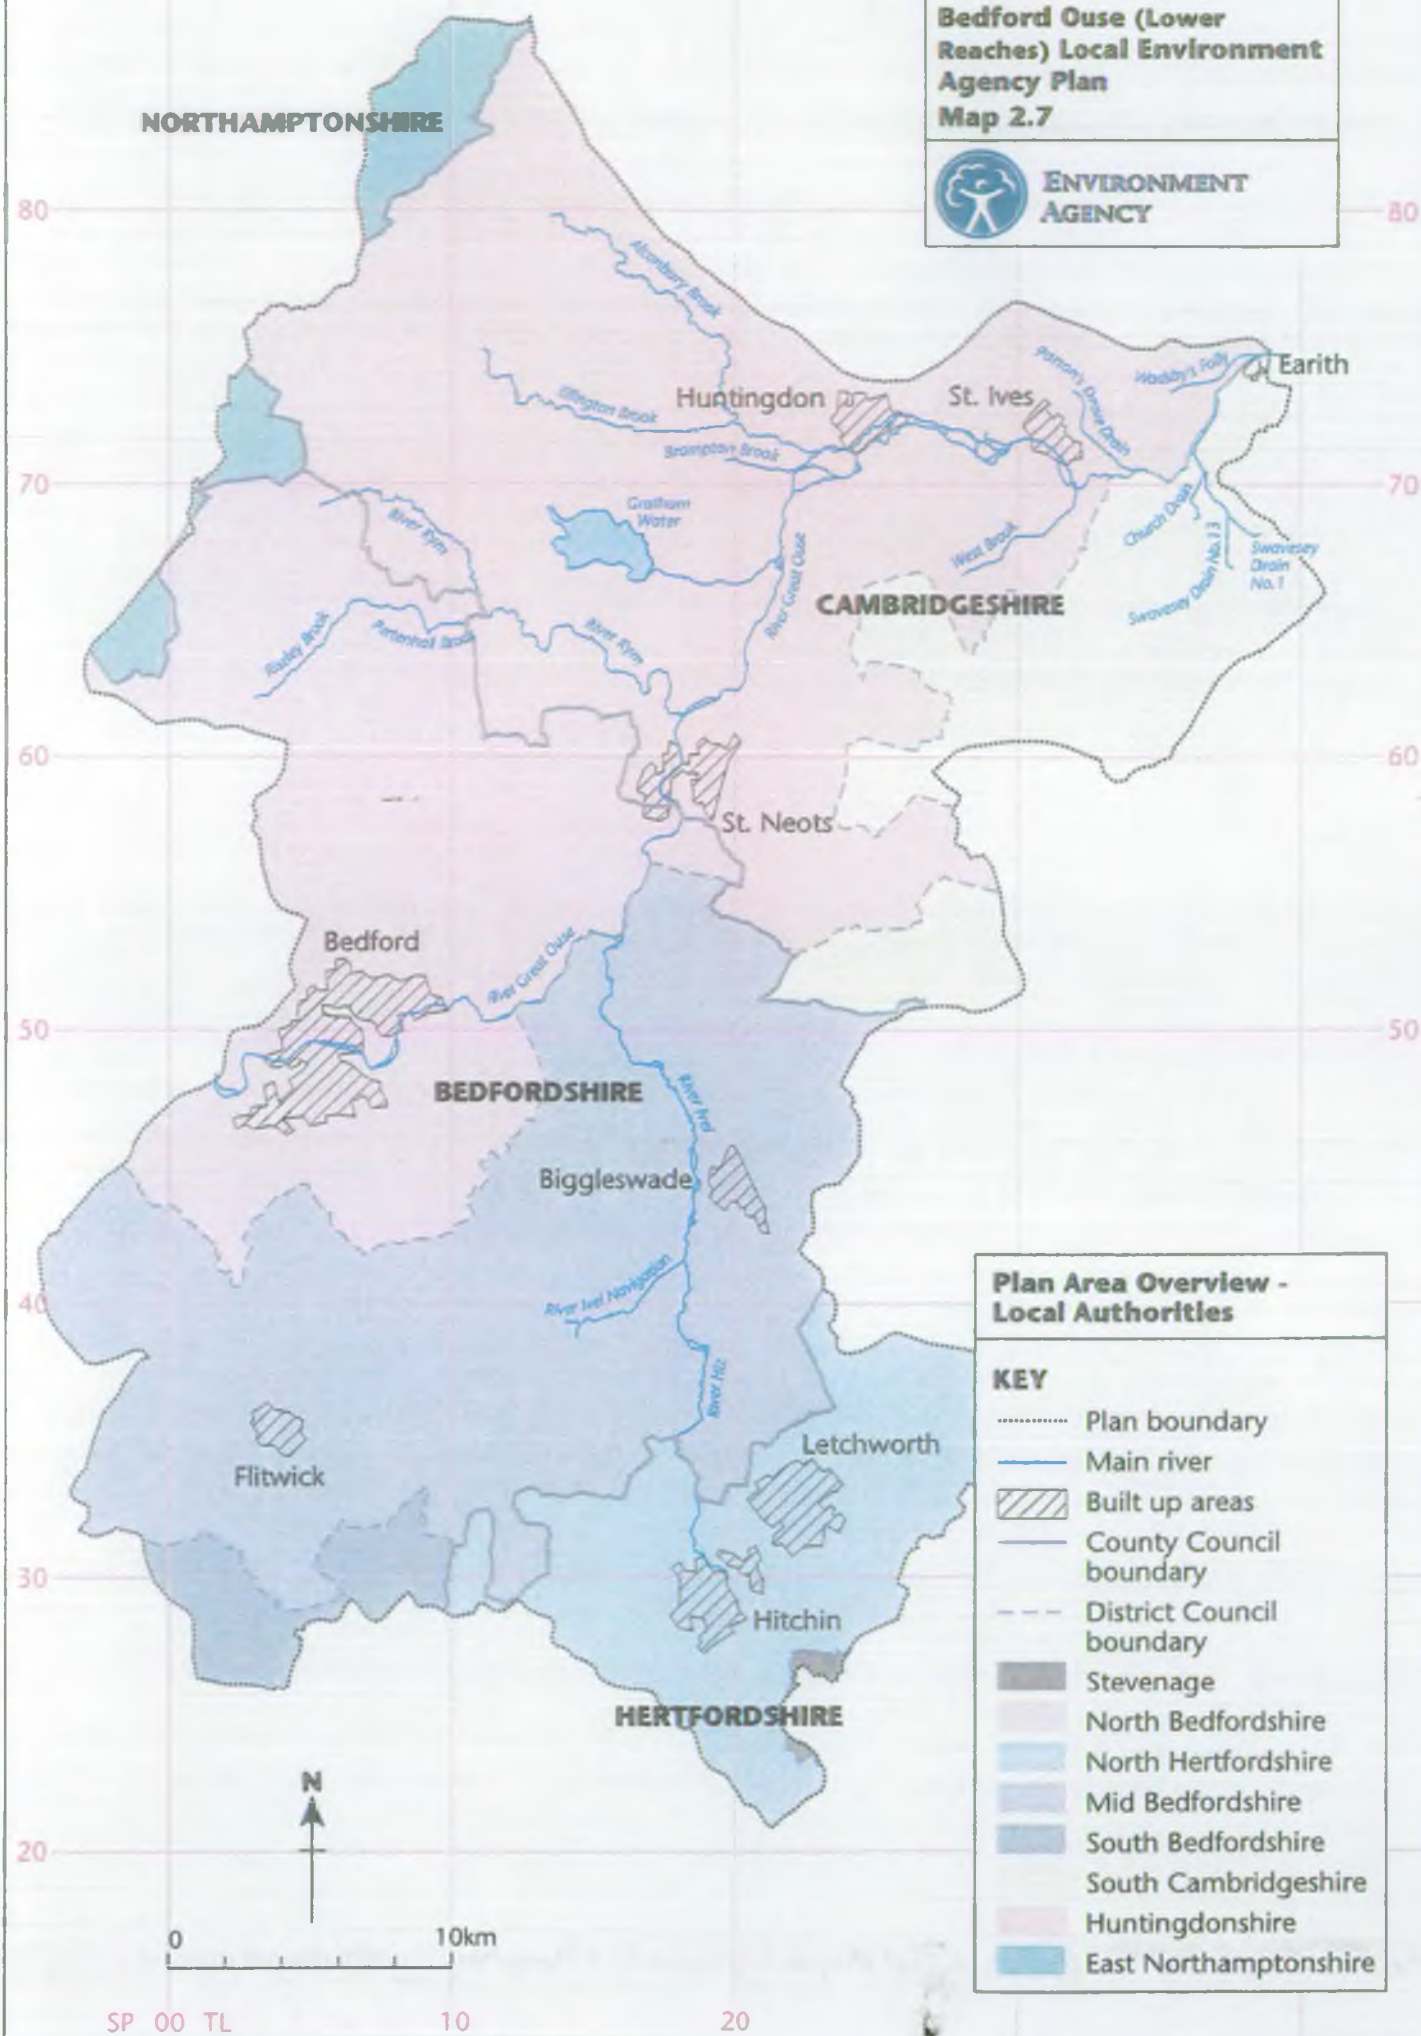 Bedford Ouse (Lower
Reaches) Local Environment
Agency Plan
Map 2.7
ENVIRONMENT
AGENCY
NORTHAMPTONSHIRE
80
80
Alconbury Brook
Parson's Drove Drain
Wadsby's Folly
Earith
Huntingdon
St. Ives
Ellington Brook
Brampton Brook
70
70
Grafham
Water
River Kym
West Brook
Church Drain
Swavesey Drain No.13
Swavesey
Drain
No.1
River Great Ouse
CAMBRIDGESHIRE
Riseley Brook
Pertenhall Brook
River Kym
60
60
St. Neots
Bedford
River Great Ouse
50
50
BEDFORDSHIRE
River Ivel
Biggleswade
River Ivel Navigation
40
River Hiz
Letchworth
Flitwick
30
Hitchin
HERTFORDSHIRE
N
20
0
10km
SP 00 TL
10
20
Plan Area Overview -
Local Authorities
KEY
Plan boundary
Main river
Built up areas
County Council
boundary
District Council
boundary
Stevenage
North Bedfordshire
North Hertfordshire
Mid Bedfordshire
South Bedfordshire
South Cambridgeshire
Huntingdonshire
East Northamptonshire